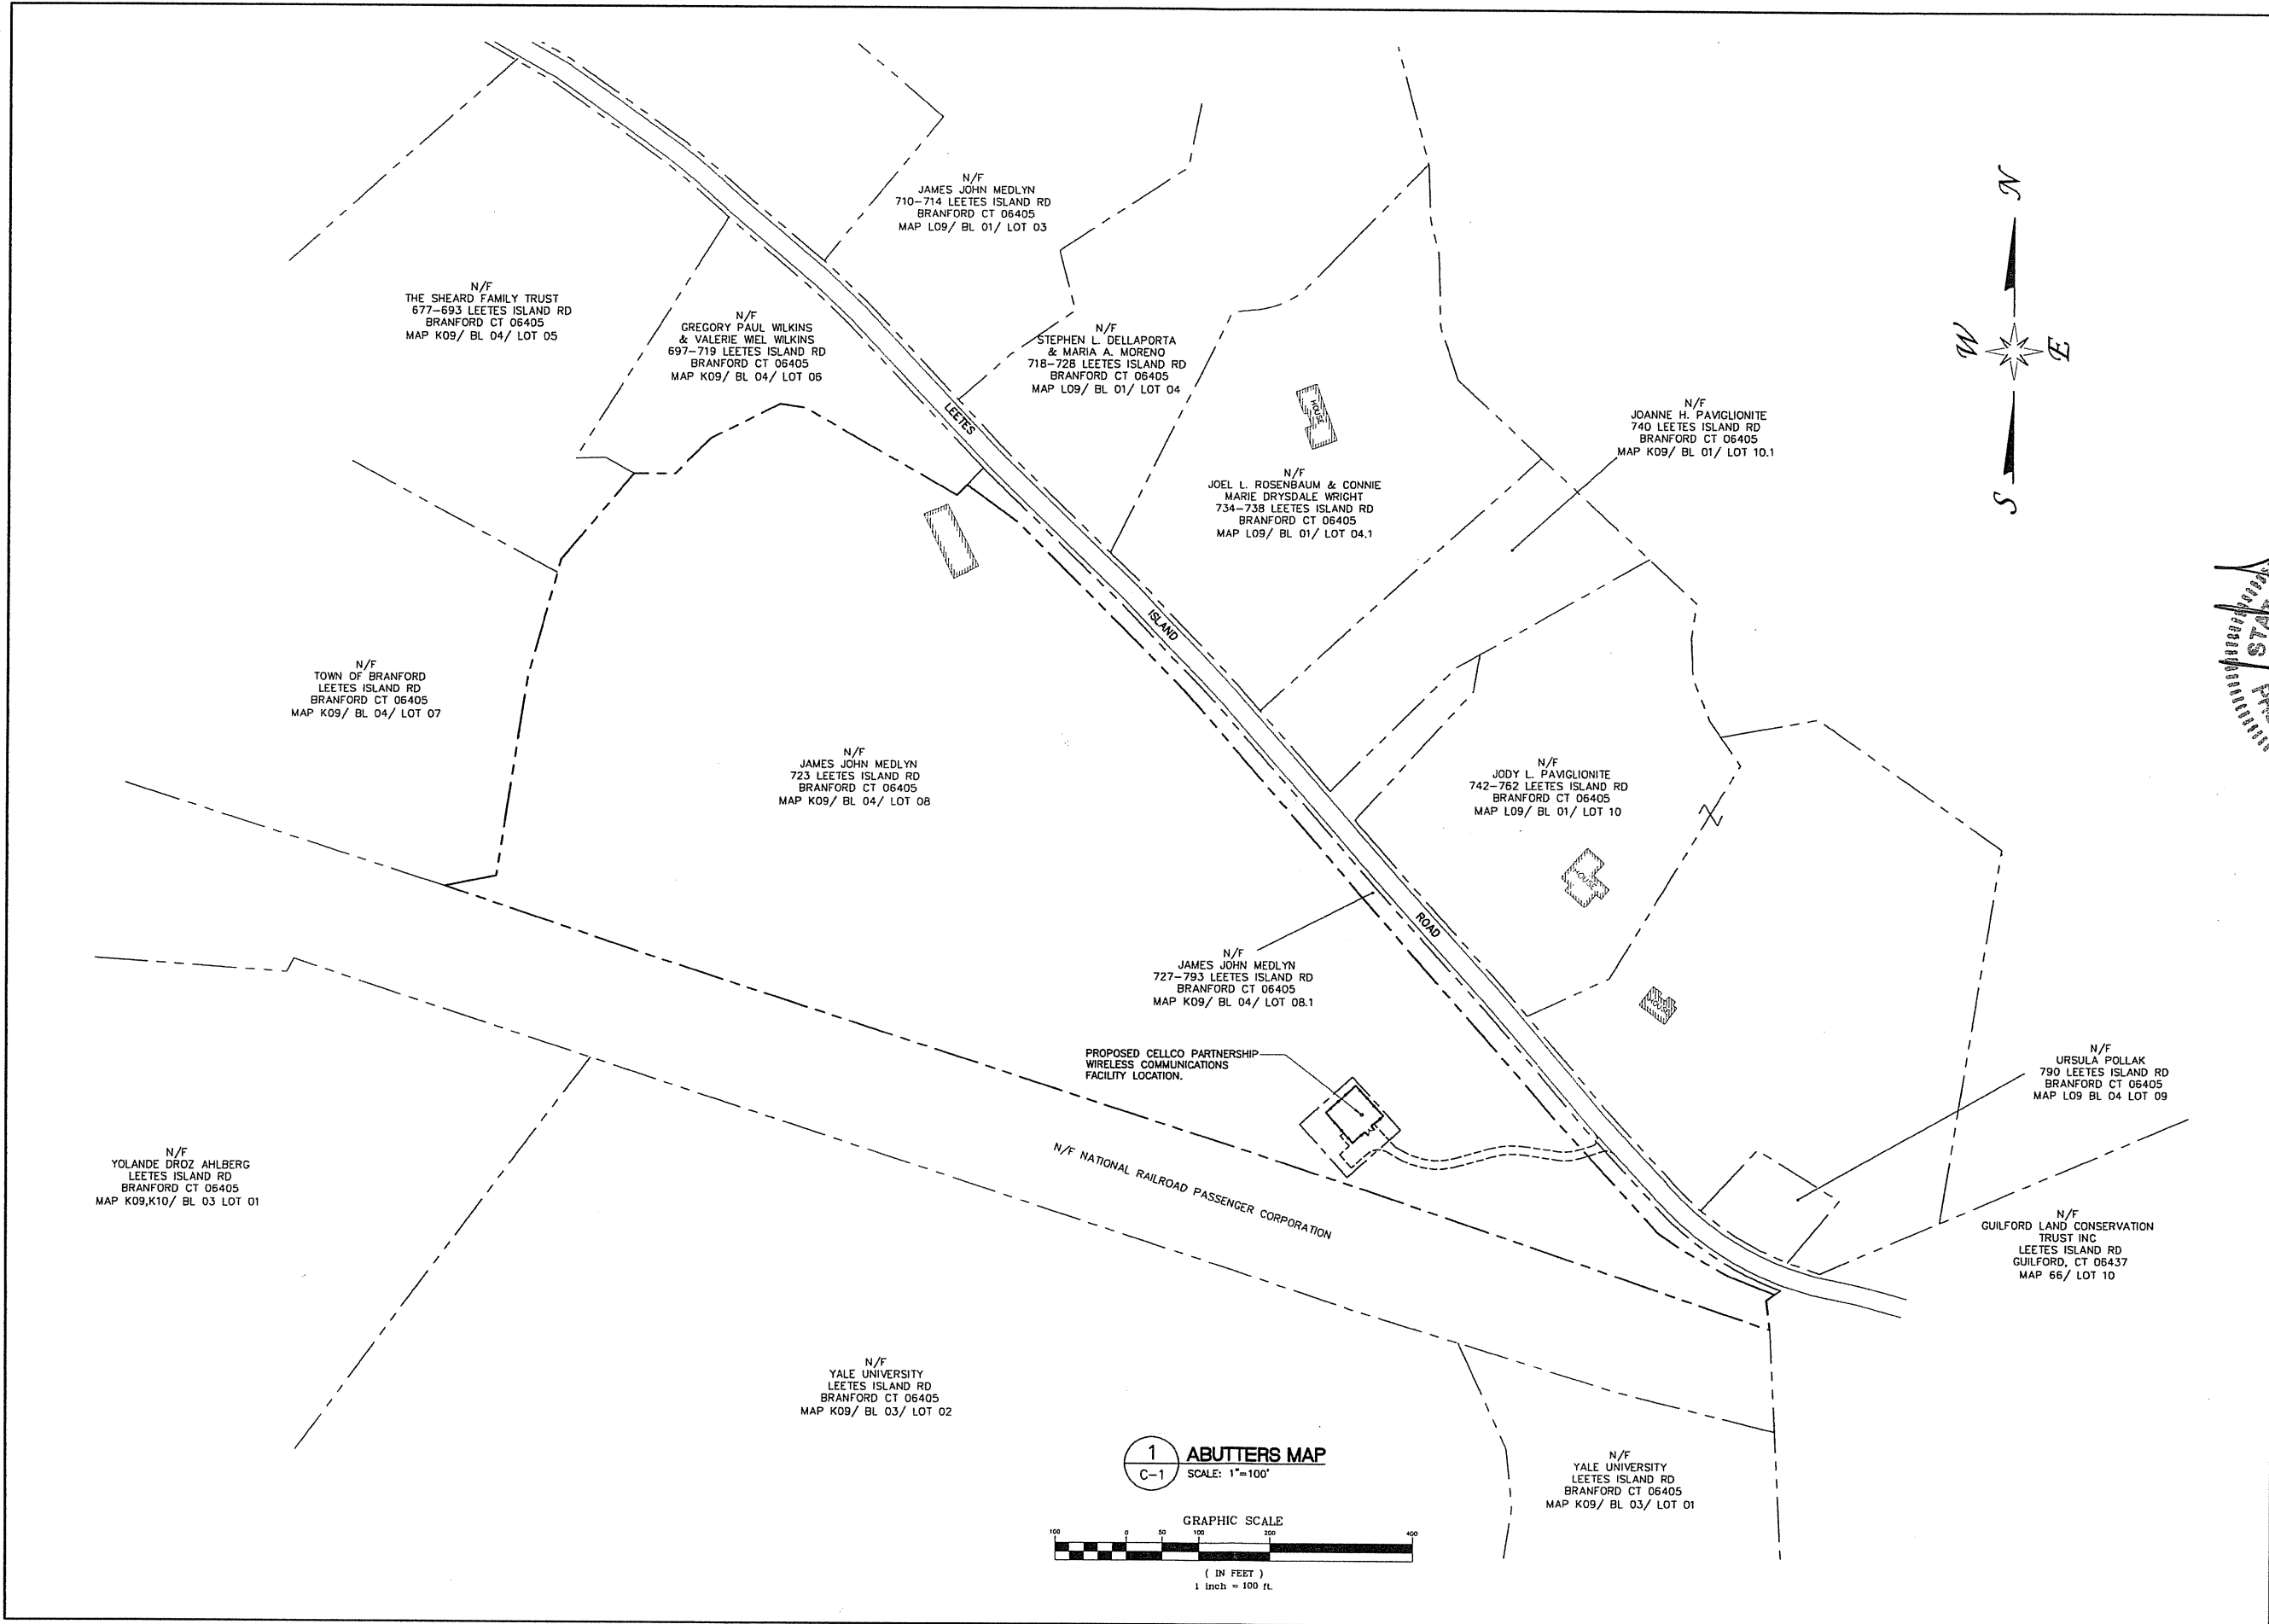 N/F
JAMES JOHN MEDLYN
710-714 LEETES ISLAND RD
BRANFORD CT 06405
MAP L09/ BL 01/ LOT 03
N
W
E
S
N/F
THE SHEARD FAMILY TRUST
677-693 LEETES ISLAND RD
BRANFORD CT 06405
MAP K09/ BL 04/ LOT 05
N/F
GREGORY PAUL WILKINS
& VALERIE WIEL WILKINS
697-719 LEETES ISLAND RD
BRANFORD CT 06405
MAP K09/ BL 04/ LOT 06
N/F
STEPHEN L. DELLAPORTA
& MARIA A. MORENO
718-728 LEETES ISLAND RD
BRANFORD CT 06405
MAP L09/ BL 01/ LOT 04
HOUSE
N/F
JOANNE H. PAVIGLIONITE
740 LEETES ISLAND RD
BRANFORD CT 06405
MAP K09/ BL 01/ LOT 10.1
N/F
JOEL L. ROSENBAUM & CONNIE
MARIE DRYSDALE WRIGHT
734-738 LEETES ISLAND RD
BRANFORD CT 06405
MAP L09/ BL 01/ LOT 04.1
LEETES
ISLAND
ROAD
N/F
TOWN OF BRANFORD
LEETES ISLAND RD
BRANFORD CT 06405
MAP K09/ BL 04/ LOT 07
N/F
JAMES JOHN MEDLYN
723 LEETES ISLAND RD
BRANFORD CT 06405
MAP K09/ BL 04/ LOT 08
N/F
JODY L. PAVIGLIONITE
742-762 LEETES ISLAND RD
BRANFORD CT 06405
MAP L09/ BL 01/ LOT 10
HOUSE
N/F
JAMES JOHN MEDLYN
727-793 LEETES ISLAND RD
BRANFORD CT 06405
MAP K09/ BL 04/ LOT 08.1
HOUSE
PROPOSED CELLCO PARTNERSHIP
WIRELESS COMMUNICATIONS
FACILITY LOCATION.
N/F
URSULA POLLAK
790 LEETES ISLAND RD
BRANFORD CT 06405
MAP L09 BL 04 LOT 09
N/F
YOLANDE DROZ AHLBERG
LEETES ISLAND RD
BRANFORD CT 06405
MAP K09,K10/ BL 03 LOT 01
N/F NATIONAL RAILROAD PASSENGER CORPORATION
N/F
GUILFORD LAND CONSERVATION
TRUST INC
LEETES ISLAND RD
GUILFORD, CT 06437
MAP 66/ LOT 10
N/F
YALE UNIVERSITY
LEETES ISLAND RD
BRANFORD CT 06405
MAP K09/ BL 03/ LOT 02
N/F
YALE UNIVERSITY
LEETES ISLAND RD
BRANFORD CT 06405
MAP K09/ BL 03/ LOT 01
1
C-1
ABUTTERS MAP
SCALE: 1"=100'
GRAPHIC SCALE
100 0 50 100 200 400
( IN FEET )
1 inch = 100 ft.